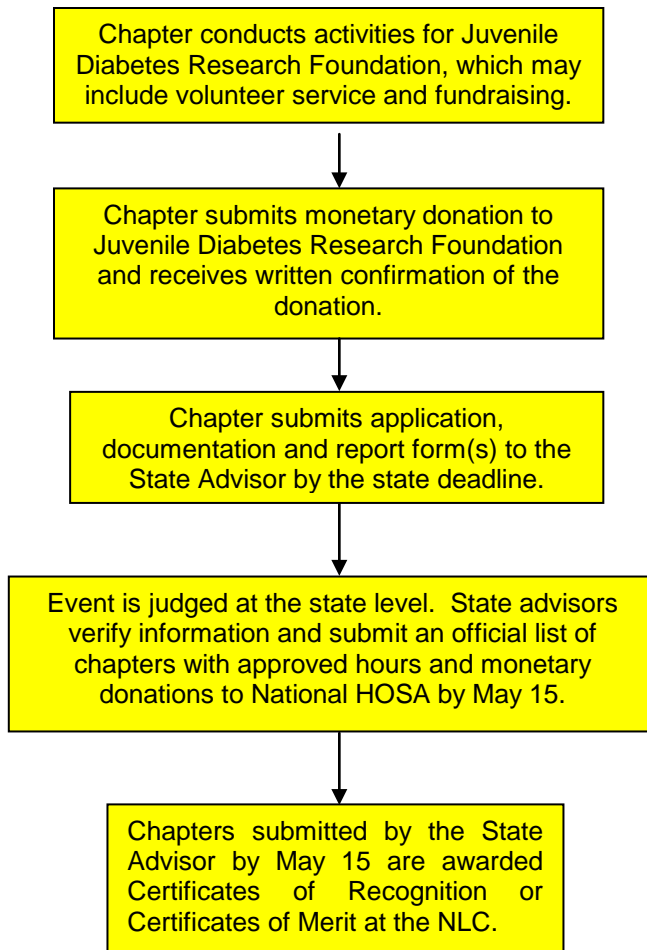 Chapter conducts activities for Juvenile
Diabetes Research Foundation, which may
include volunteer service and fundraising.
Chapter submits monetary donation to
Juvenile Diabetes Research Foundation
and receives written confirmation of the
donation.
Chapter submits application,
documentation and report form(s) to the
State Advisor by the state deadline.
Event is judged at the state level.  State advisors
verify information and submit an official list of
chapters with approved hours and monetary
donations to National HOSA by May 15.
Chapters submitted by the State
Advisor by May 15 are awarded
Certificates of Recognition or
Certificates of Merit at the NLC.